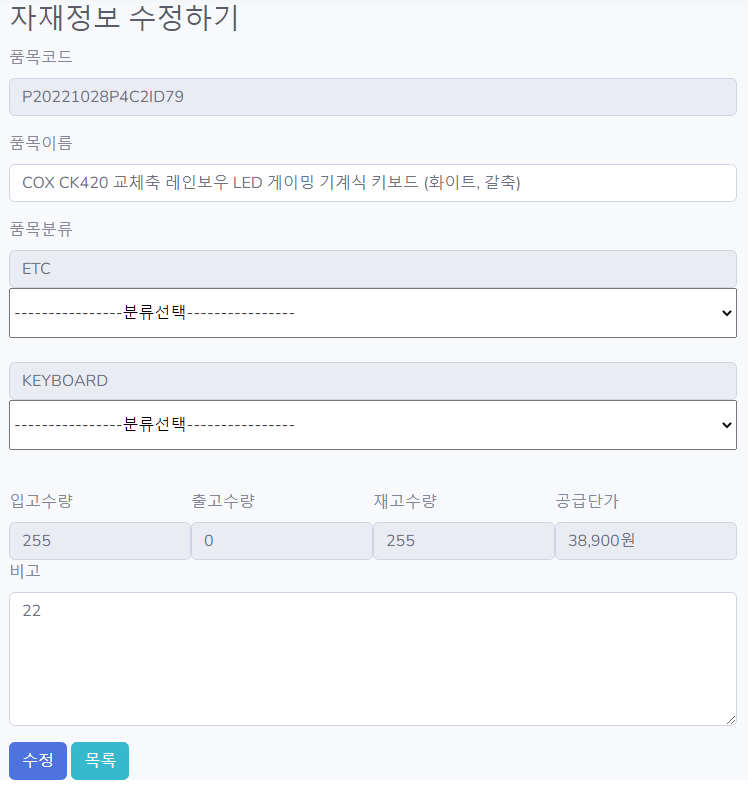 자재정보 수정하기
품목코드
P20221028P4C2ID79
품목이름
COX CK420 교체축 레인보우 LED 게이밍 기계식 키보드 (화이트, 갈축)
품목분류
ETC
----------------분류선택----------------
KEYBOARD
----------------분류선택----------------
입고수량 출고수량 재고수량 공급단가
255 0 255 38,900원
비고
22
수정 목록